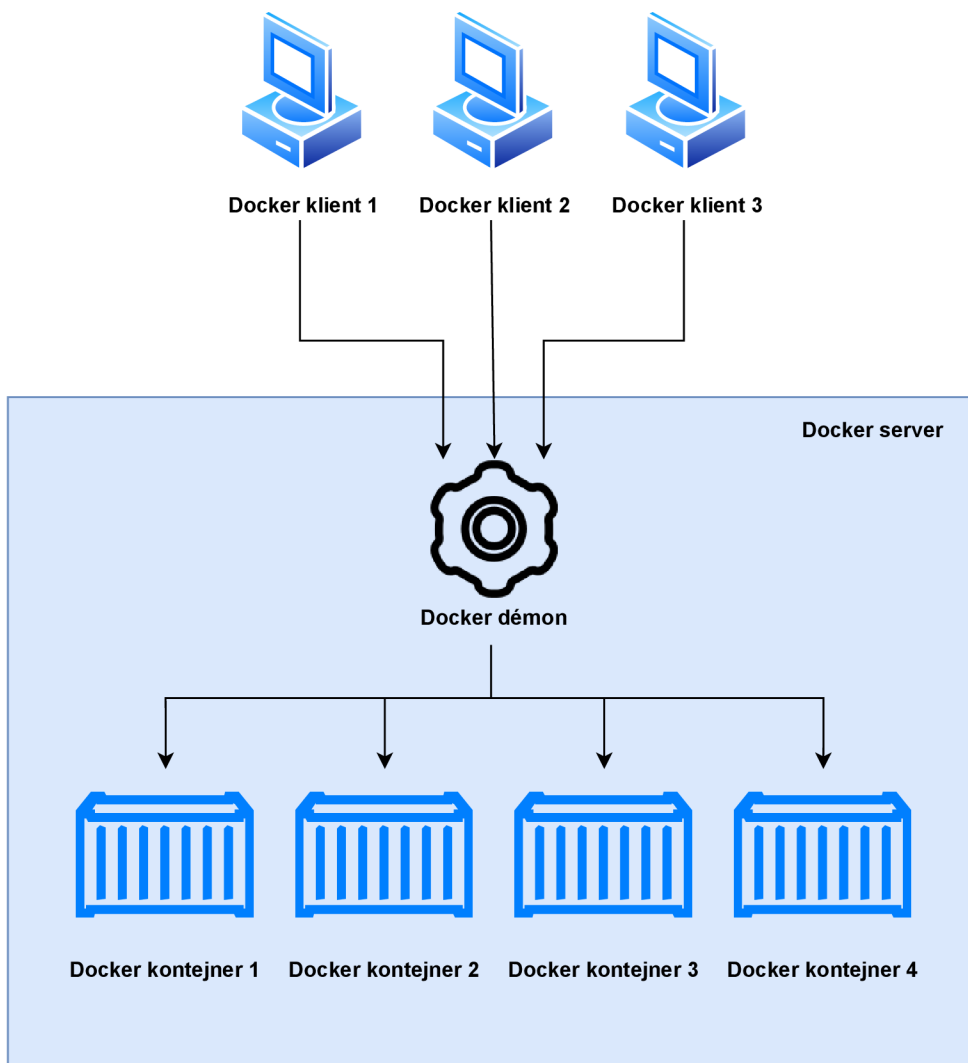 Docker klient 1
Docker klient 2
Docker klient 3
Docker server
Docker démon
Docker kontejner 1
Docker kontejner 2
Docker kontejner 3
Docker kontejner 4